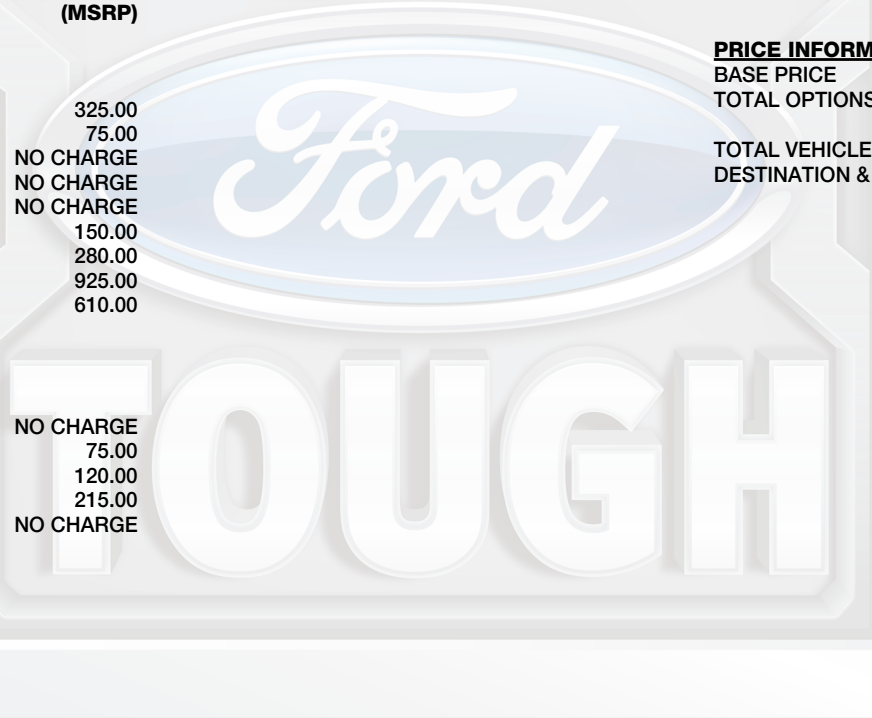 (MSRP)
PRICE INFORM
BASE PRICE
TOTAL OPTIONS
TOTAL VEHICLE
DESTINATION &
325.00
75.00
NO CHARGE
NO CHARGE
NO CHARGE
150.00
280.00
925.00
610.00
NO CHARGE
75.00
120.00
215.00
NO CHARGE
Ford
TOUGH